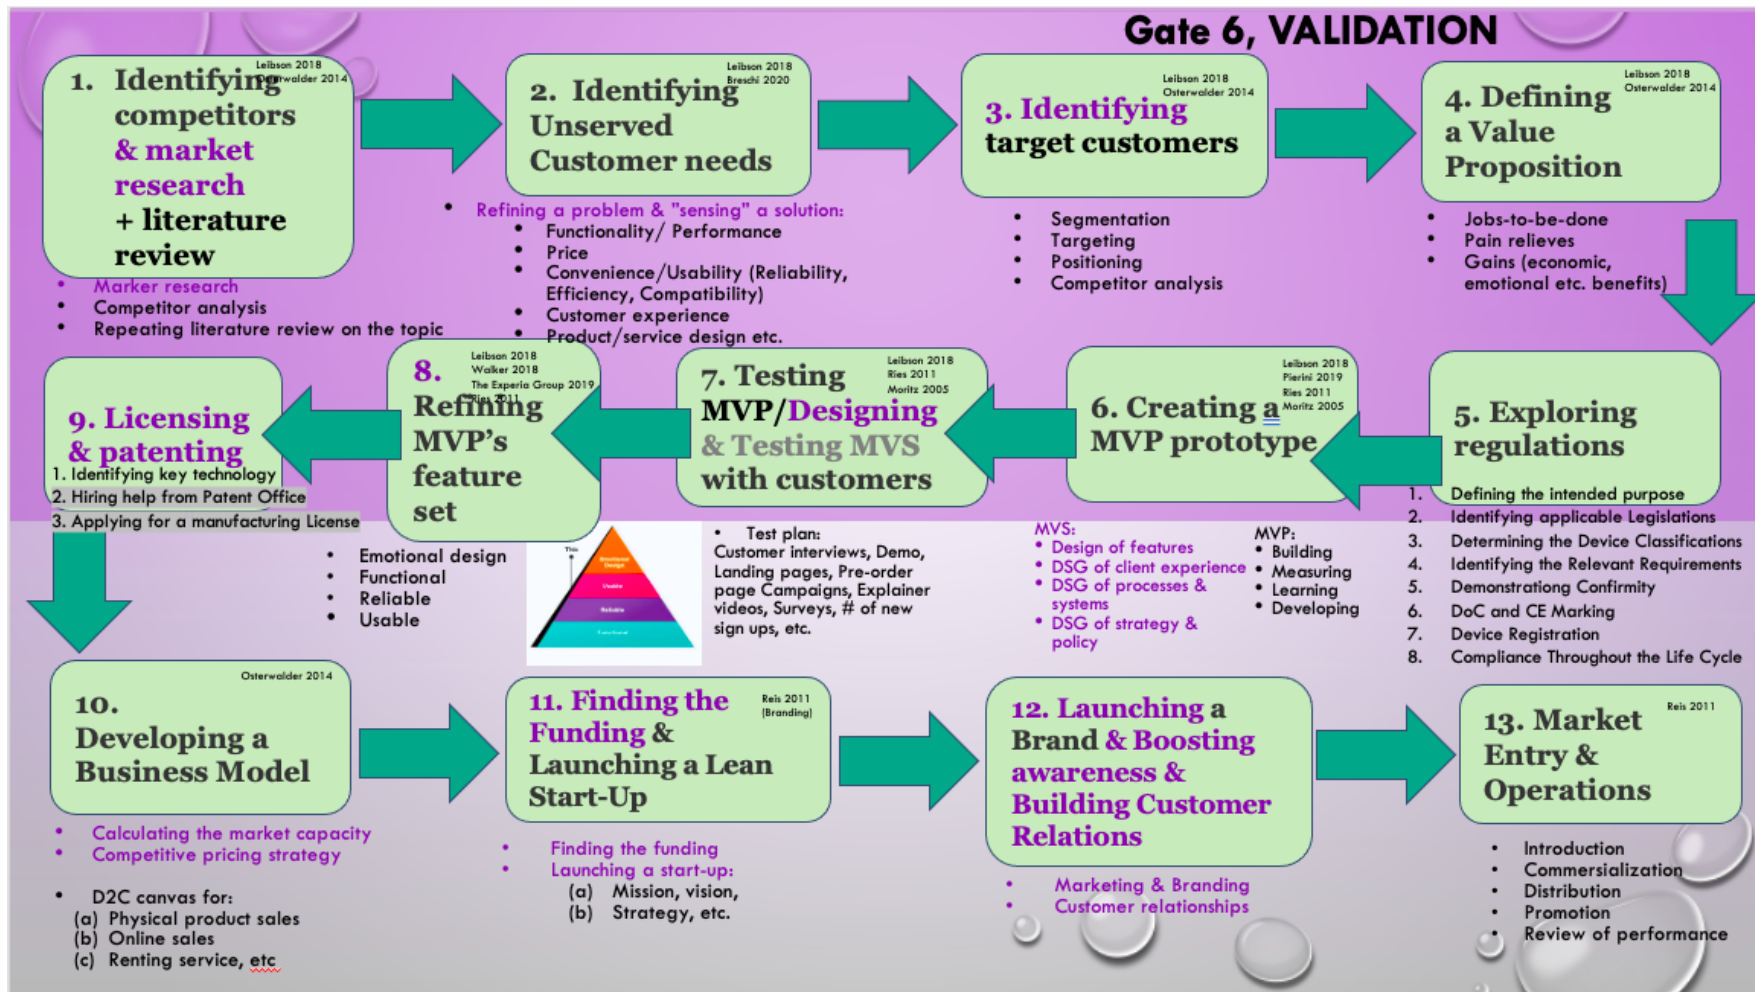 Gate 6, VALIDATION
Leibson 2018
Osterwalder 2014
1. Identifying
competitors
& market
research
+ literature
review
Marker research
Competitor analysis
Repeating literature review on the topic
Leibson 2018
Breschi 2020
2. Identifying
Unserved
Customer needs
Refining a problem & "sensing" a solution:
Functionality/ Performance
Price
Convenience/Usability (Reliability,
Efficiency, Compatibility)
Customer experience
Product/service design etc.
Leibson 2018
Osterwalder 2014
3. Identifying
target customers
Segmentation
Targeting
Positioning
Competitor analysis
Leibson 2018
Osterwalder 2014
4. Defining
a Value
Proposition
Jobs-to-be-done
Pain relieves
Gains (economic,
emotional etc. benefits)
5. Exploring
regulations
1. Defining the intended purpose
2. Identifying applicable Legislations
3. Determining the Device Classifications
4. Identifying the Relevant Requirements
5. Demonstrationg Confirmity
6. DoC and CE Marking
7. Device Registration
8. Compliance Throughout the Life Cycle
Leibson 2018
Pierini 2019
Ries 2011
Moritz 2005
6. Creating a
MVP prototype
MVS:
Design of features
DSG of client experience
DSG of processes &
systems
DSG of strategy &
policy
MVP:
Building
Measuring
Learning
Developing
Leibson 2018
Ries 2011
Moritz 2005
7. Testing
MVP/Designing
& Testing MVS
with customers
Test plan:
Customer interviews, Demo,
Landing pages, Pre-order
page Campaigns, Explainer
videos, Surveys, # of new
sign ups, etc.
Leibson 2018
Walker 2018
The Experia Group 2019
Ries 2011
8.
Refining
MVP's
feature
set
Emotional design
Functional
Reliable
Usable
This
Emotional
Design
Usable
Reliable
Functional
9. Licensing
& patenting
1. Identifying key technology
2. Hiring help from Patent Office
3. Applying for a manufacturing License
Osterwalder 2014
10.
Developing a
Business Model
Calculating the market capacity
Competitive pricing strategy
D2C canvas for:
(a) Physical product sales
(b) Online sales
(c) Renting service, etc
Reis 2011
(Branding)
11. Finding the
Funding &
Launching a Lean
Start-Up
Finding the funding
Launching a start-up:
(a) Mission, vision,
(b) Strategy, etc.
12. Launching a
Brand & Boosting
awareness &
Building Customer
Relations
Marketing & Branding
Customer relationships
Reis 2011
13. Market
Entry &
Operations
Introduction
Commersialization
Distribution
Promotion
Review of performance